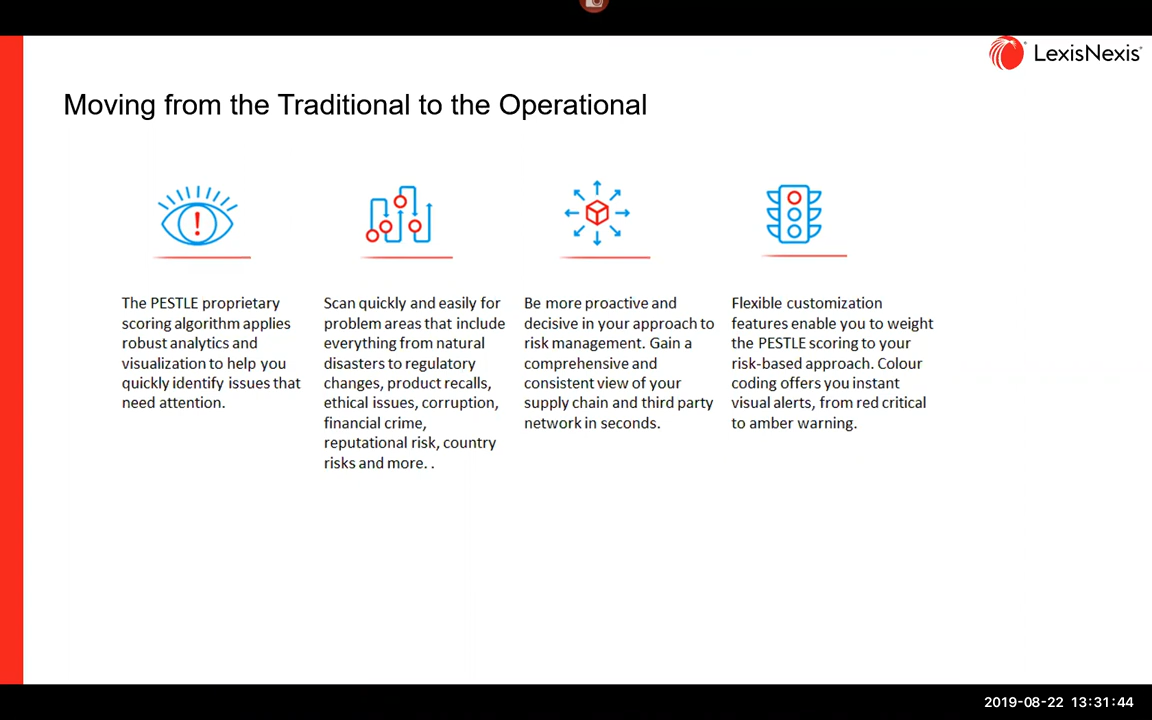 LexisNexis®
Moving from the Traditional to the Operational
!
The PESTLE proprietary
scoring algorithm applies
robust analytics and
visualization to help you
quickly identify issues that
need attention.
Scan quickly and easily for
problem areas that include
everything from natural
disasters to regulatory
changes, product recalls,
ethical issues, corruption,
financial crime,
reputational risk, country
risks and more. .
Be more proactive and
decisive in your approach to
risk management. Gain a
comprehensive and
consistent view of your
supply chain and third party
network in seconds.
Flexible customization
features enable you to weight
the PESTLE scoring to your
risk-based approach. Colour
coding offers you instant
visual alerts, from red critical
to amber warning.
2019-08-22 13:31:44